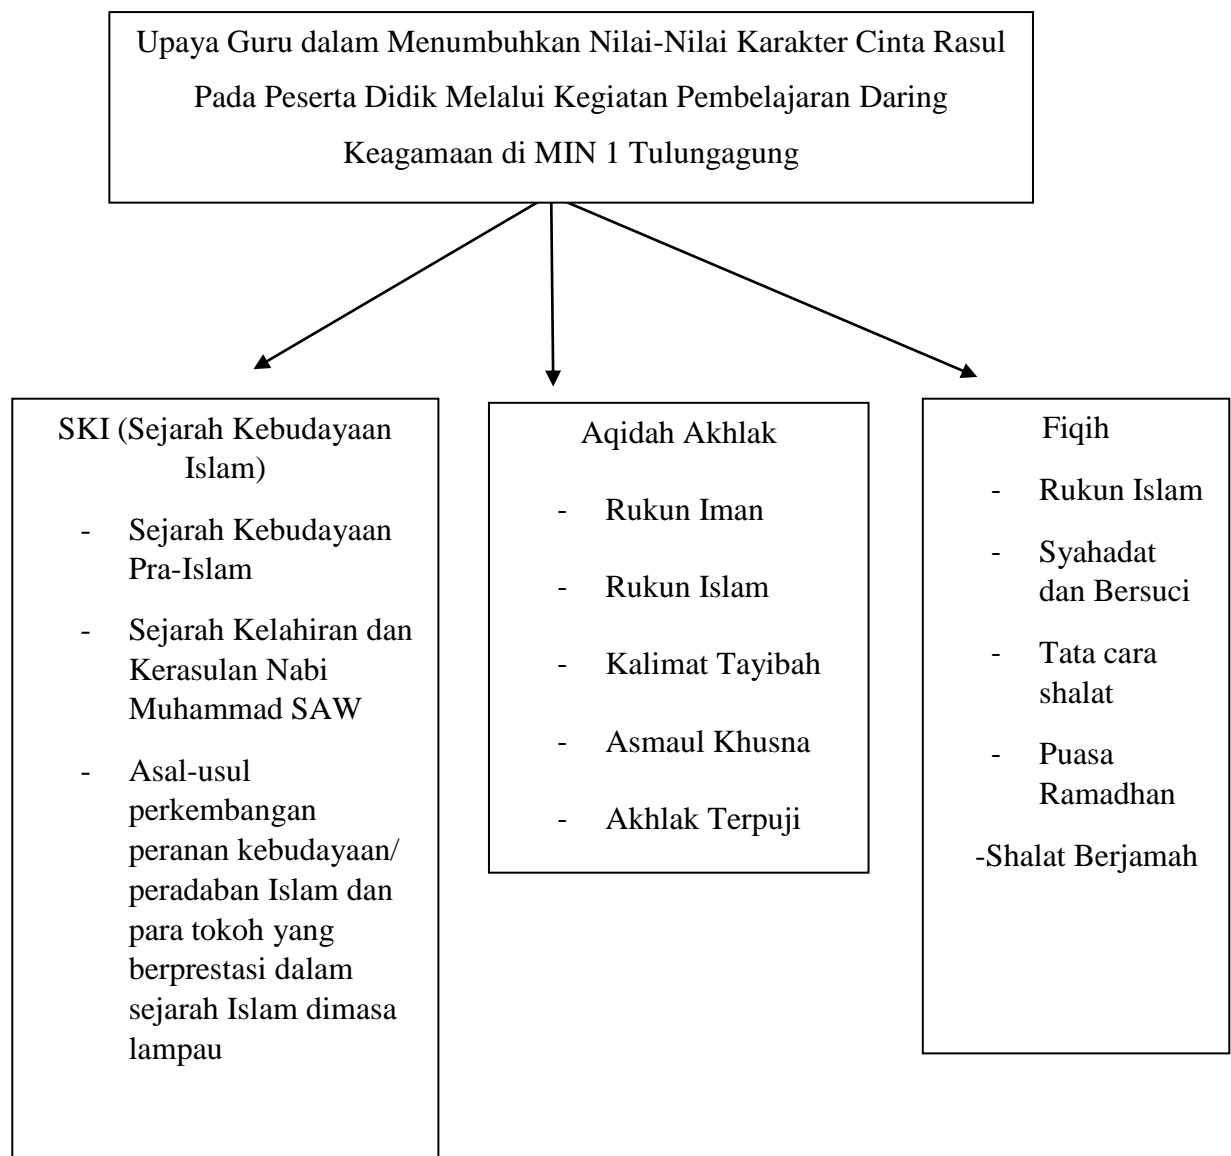 Upaya Guru dalam Menumbuhkan Nilai-Nilai Karakter Cinta Rasul
Pada Peserta Didik Melalui Kegiatan Pembelajaran Daring
Keagamaan di MIN 1 Tulungagung
SKI (Sejarah Kebudayaan
Islam)
- Sejarah Kebudayaan
Pra-Islam
- Sejarah Kelahiran dan
Kerasulan Nabi
Muhammad SAW
- Asal-usul
perkembangan
peranan kebudayaan/
peradaban Islam dan
para tokoh yang
berprestasi dalam
sejarah Islam dimasa
lampau
Aqidah Akhlak
- Rukun Iman
- Rukun Islam
- Kalimat Tayibah
- Asmaul Khusna
- Akhlak Terpuji
Fiqih
- Rukun Islam
- Syahadat
dan Bersuci
- Tata cara
shalat
- Puasa
Ramadhan
-Shalat Berjamah